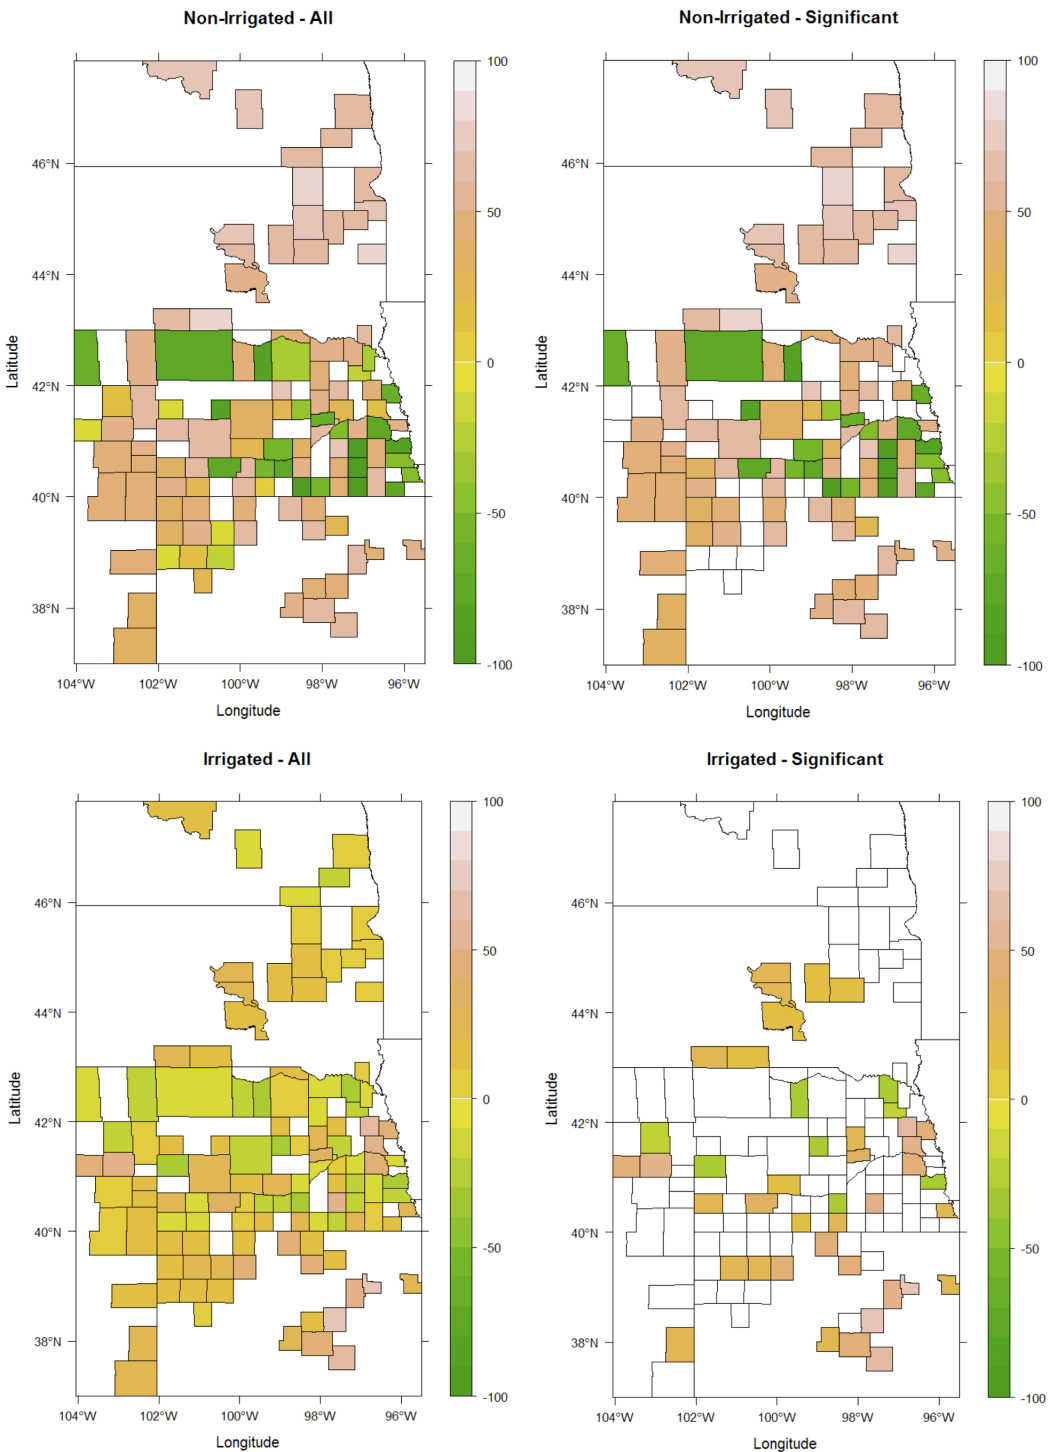 Non-Irrigated - All
Non-Irrigated - Significant
46°N
44°N
42°N
40°N
38°N
104°W 102°W 100°W 98°W 96°W
Latitude
Longitude
100
50
0
-50
-100
46°N
44°N
42°N
40°N
38°N
104°W 102°W 100°W 98°W 96°W
Latitude
Longitude
100
50
0
-50
-100
Irrigated - All
Irrigated - Significant
46°N
44°N
42°N
40°N
38°N
104°W 102°W 100°W 98°W 96°W
Latitude
Longitude
100
50
0
-50
-100
46°N
44°N
42°N
40°N
38°N
104°W 102°W 100°W 98°W 96°W
Latitude
Longitude
100
50
0
-50
-100